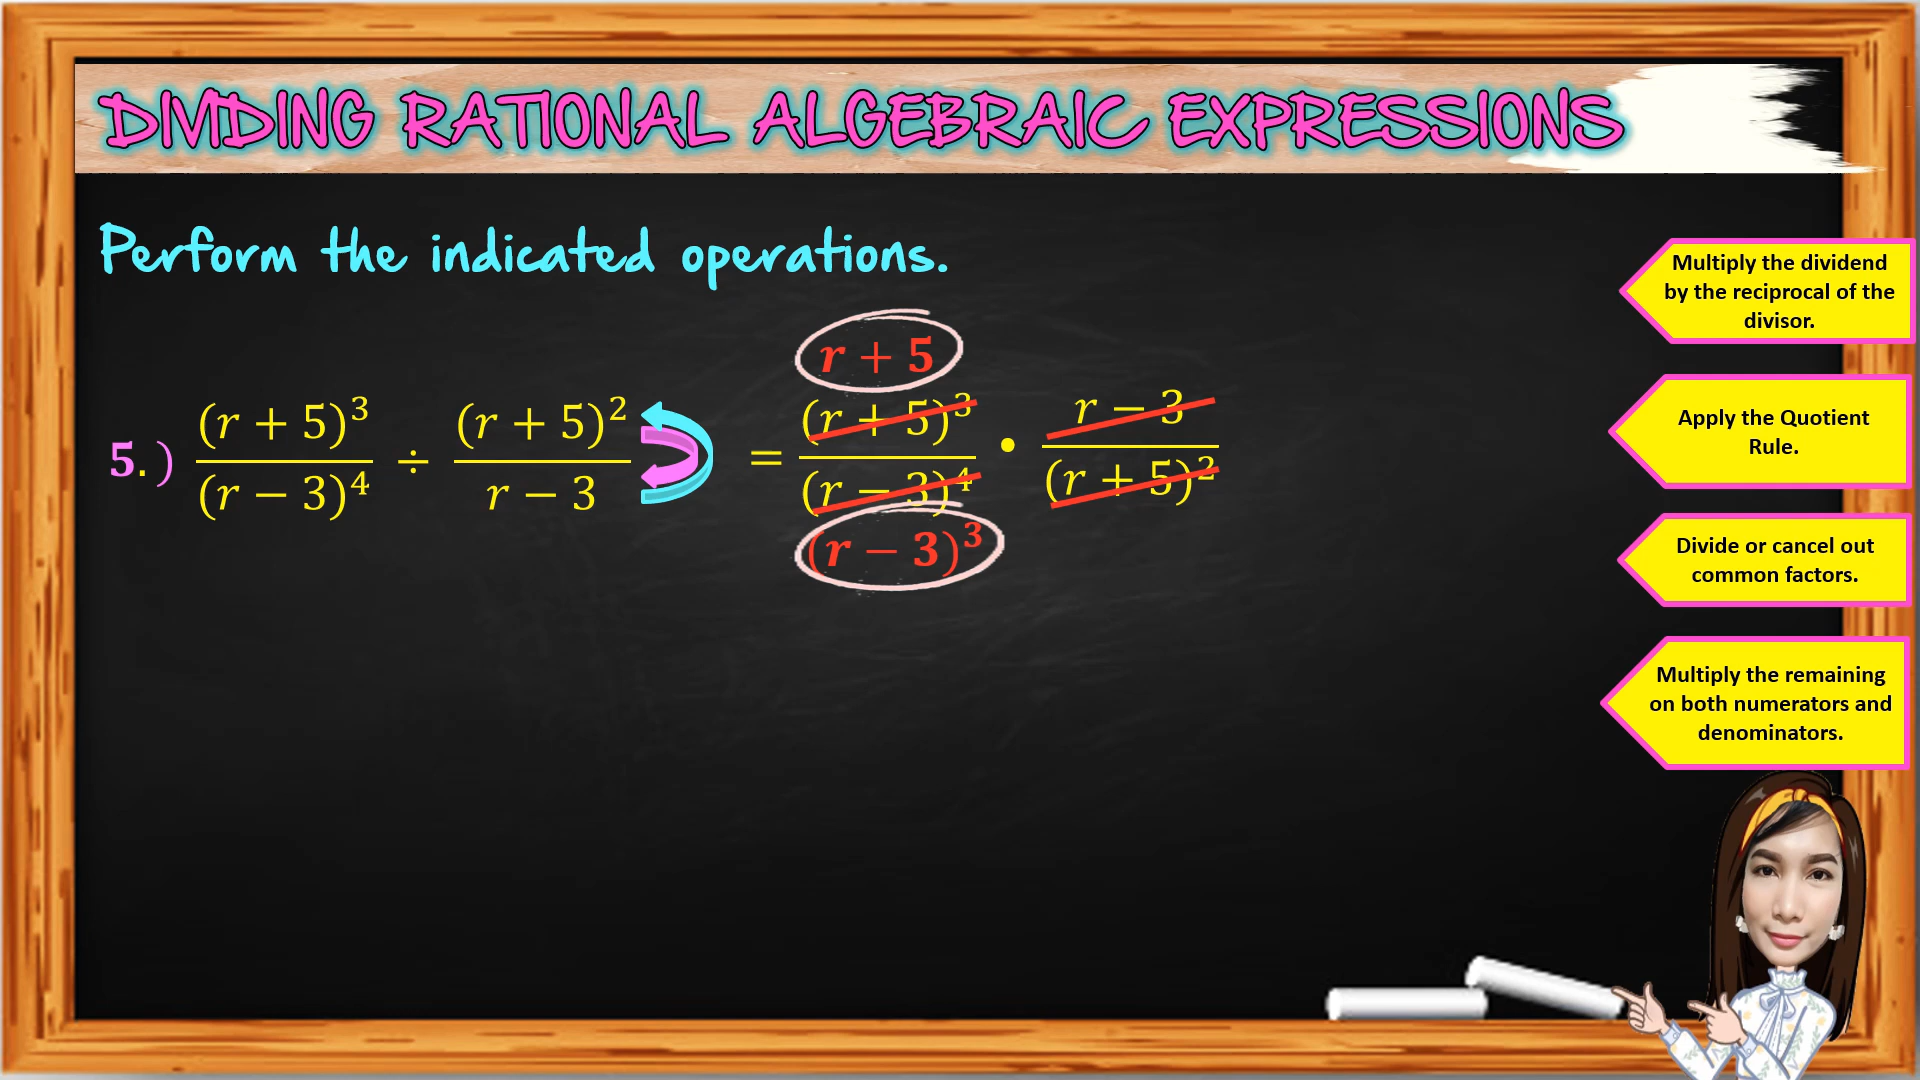 DIVIDING RATIONAL ALGEBRAIC EXPRESSIONS
Perform the indicated operations.
5.) (r + 5)³ / (r − 3)⁴ ÷ (r + 5)² / r − 3 = (r + 5)³ / (r − 3)⁴ • r − 3 / (r + 5)²
r + 5
(r − 3)³
Multiply the dividend
by the reciprocal of the
divisor.
Apply the Quotient
Rule.
Divide or cancel out
common factors.
Multiply the remaining
on both numerators and
denominators.